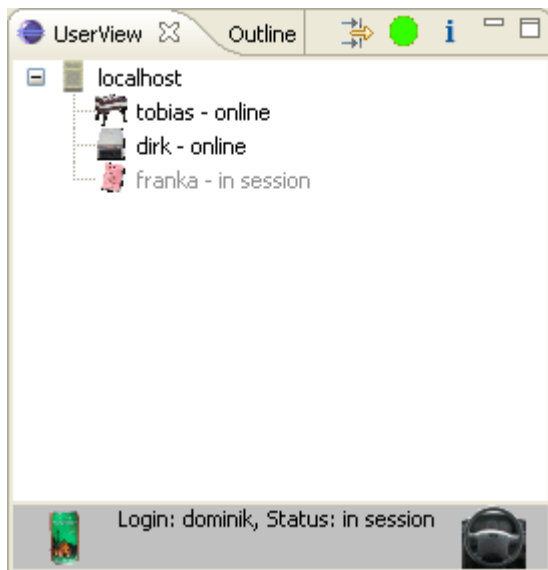 UserView Outline
localhost
tobias - online
dirk - online
franka - in session
Login: dominik, Status: in session